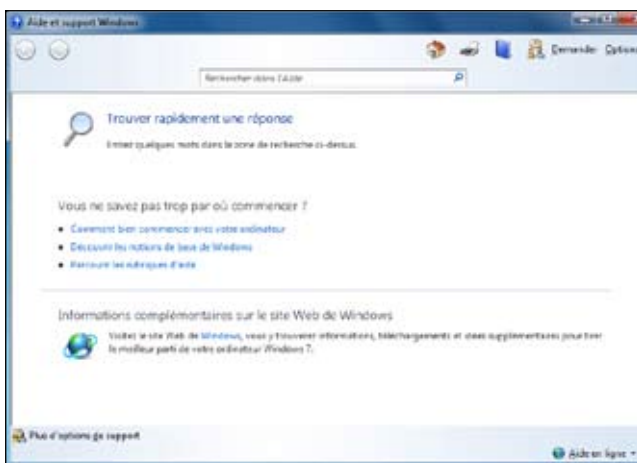 Aide et support Windows
Demander Options
Rechercher dans l'Aide
Trouver rapidement une réponse
Entrez quelques mots dans la zone de recherche ci-dessus.
Vous ne savez pas trop par où commencer ?
Comment bien commencer avec votre ordinateur
Découvrir les notions de base de Windows
Parcourir les rubriques d'aide
Informations complémentaires sur le site Web de Windows
Visitez le site Web de Windows, vous y trouverez informations, téléchargements et idées supplémentaires pour tirer
le meilleur parti de votre ordinateur Windows 7.
Plus d'options de support
Aide en ligne